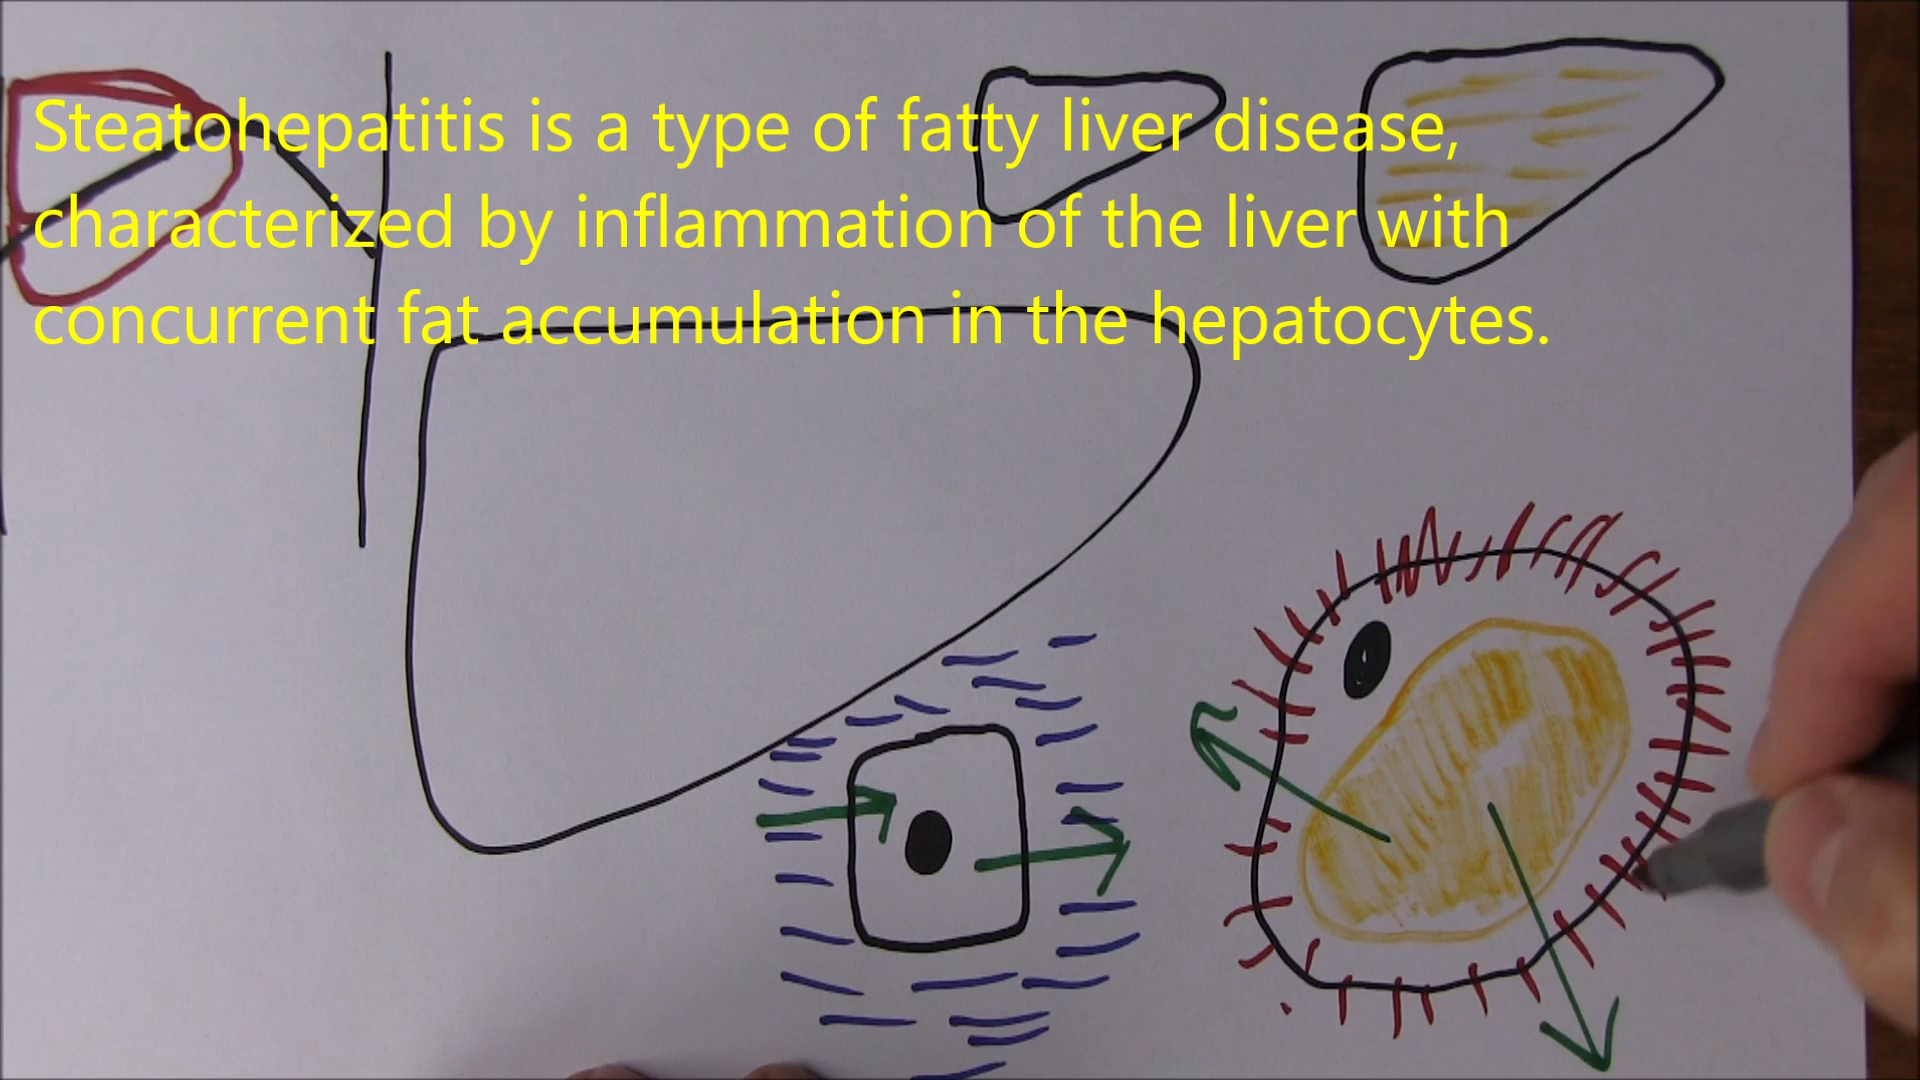 Steatohepatitis is a type of fatty liver disease,
characterized by inflammation of the liver with
concurrent fat accumulation in the hepatocytes.